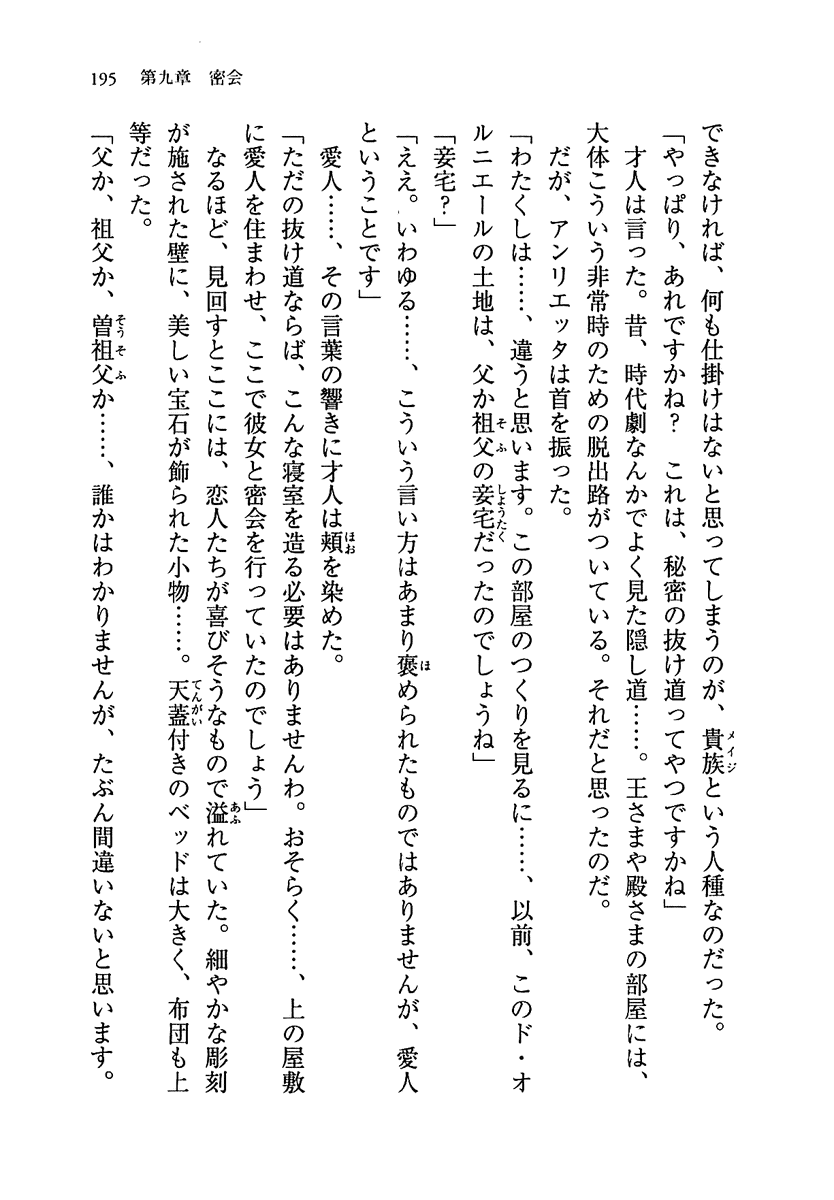 195　第九章　密会
できなければ、何も仕掛けはないと思ってしまうのが、貴族という人種なのだった。
「やっぱり、あれですかね？　これは、秘密の抜け道ってやつですかね」
　才人は言った。昔、時代劇なんかでよく見た隠し道……。王さまや殿さまの部屋には、
大体こういう非常時のための脱出路がついている。それだと思ったのだ。
　だが、アンリエッタは首を振った。
「わたくしは……、違うと思います。この部屋のつくりを見るに……、以前、このド・オ
ルニエールの土地は、父か祖父の妾宅だったのでしょうね」
「妾宅？」
「ええ。いわゆる……、こういう言い方はあまり褒められたものではありませんが、愛人
ということです」
　愛人……、その言葉の響きに才人は頬を染めた。
「ただの抜け道ならば、こんな寝室を造る必要はありませんわ。おそらく……、上の屋敷
に愛人を住まわせ、ここで彼女と密会を行っていたのでしょう」
　なるほど、見回すとここには、恋人たちが喜びそうなもので溢れていた。細やかな彫刻
が施された壁に、美しい宝石が飾られた小物……。天蓋付きのベッドは大きく、布団も上
等だった。
「父か、祖父か、曽祖父か……、誰かはわかりませんが、たぶん間違いないと思います。